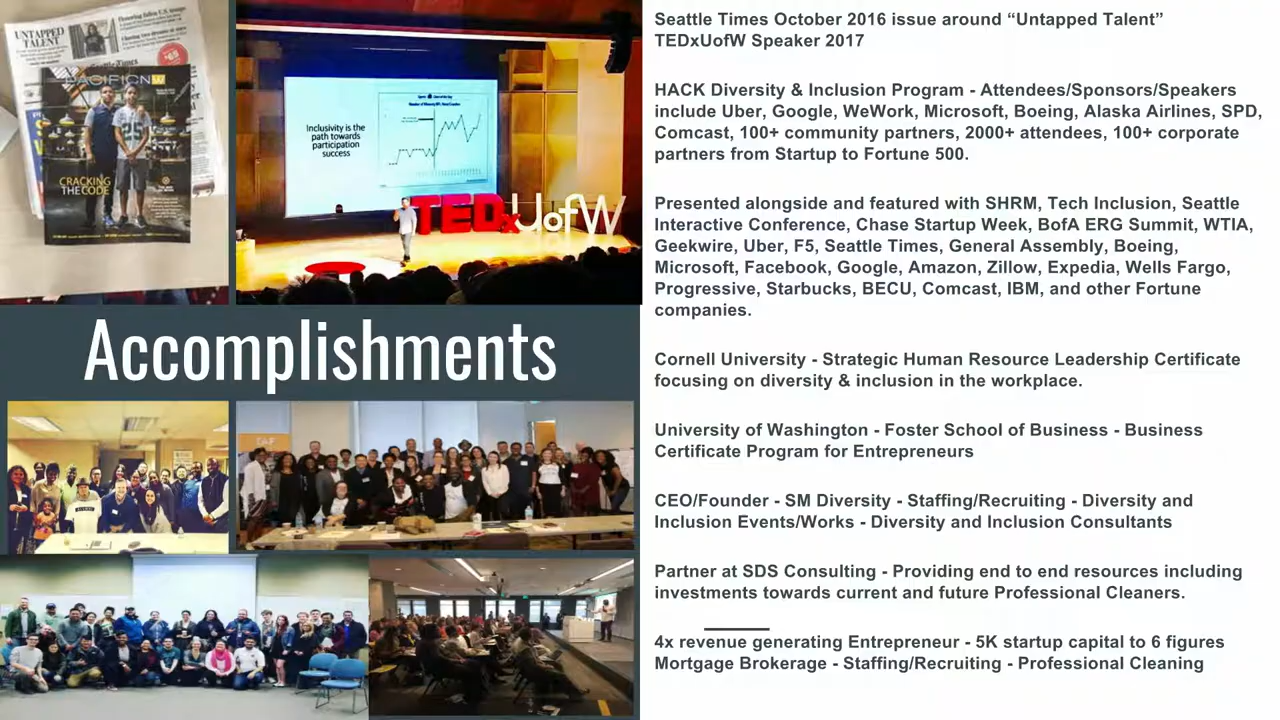 UNTAPPED
TALENT
PACIFIC NW
25
CRACKING
THE CODE
Inclusivity is the
path towards
participation
success
TEDxUofW
Accomplishments
Seattle Times October 2016 issue around “Untapped Talent”
TEDxUofW Speaker 2017
HACK Diversity & Inclusion Program - Attendees/Sponsors/Speakers
include Uber, Google, WeWork, Microsoft, Boeing, Alaska Airlines, SPD,
Comcast, 100+ community partners, 2000+ attendees, 100+ corporate
partners from Startup to Fortune 500.
Presented alongside and featured with SHRM, Tech Inclusion, Seattle
Interactive Conference, Chase Startup Week, BofA ERG Summit, WTIA,
Geekwire, Uber, F5, Seattle Times, General Assembly, Boeing,
Microsoft, Facebook, Google, Amazon, Zillow, Expedia, Wells Fargo,
Progressive, Starbucks, BECU, Comcast, IBM, and other Fortune
companies.
Cornell University - Strategic Human Resource Leadership Certificate
focusing on diversity & inclusion in the workplace.
University of Washington - Foster School of Business - Business
Certificate Program for Entrepreneurs
CEO/Founder - SM Diversity - Staffing/Recruiting - Diversity and
Inclusion Events/Works - Diversity and Inclusion Consultants
Partner at SDS Consulting - Providing end to end resources including
investments towards current and future Professional Cleaners.
4x revenue generating Entrepreneur - 5K startup capital to 6 figures
Mortgage Brokerage - Staffing/Recruiting - Professional Cleaning